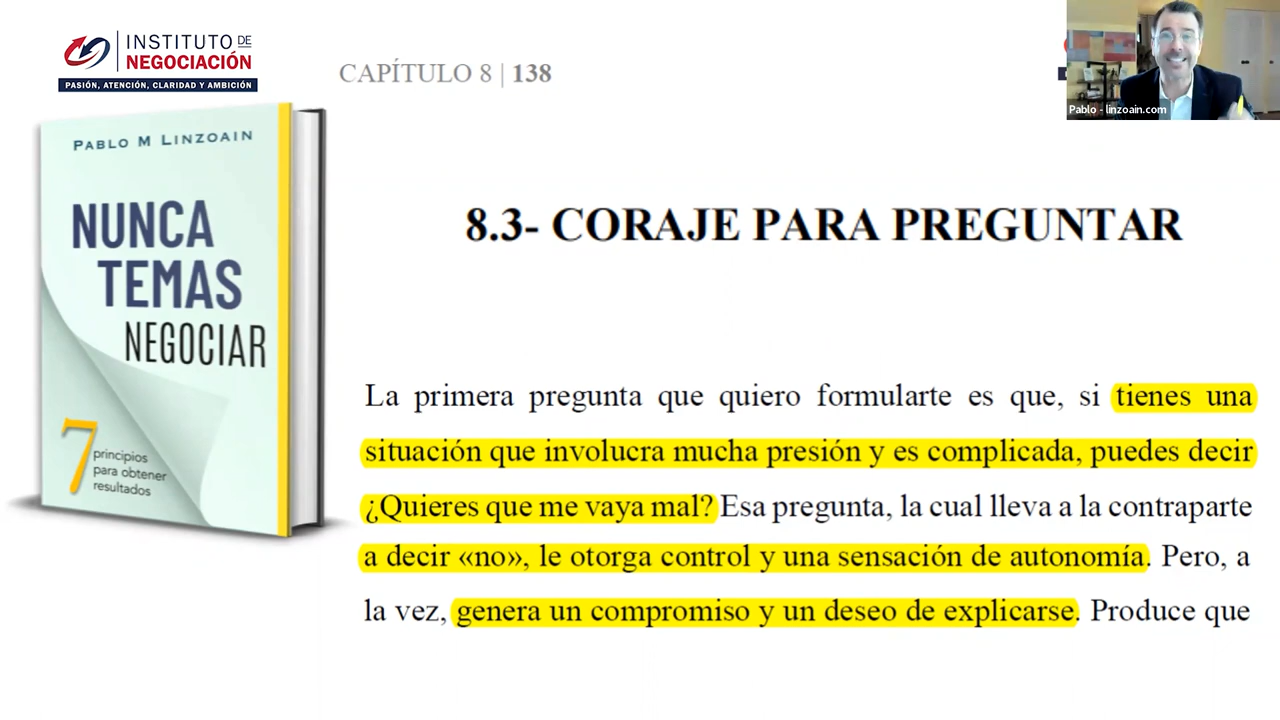 INSTITUTO DE
NEGOCIACIÓN
PASIÓN, ATENCIÓN, CLARIDAD Y AMBICIÓN
CAPÍTULO 8 | 138
Pablo - linzoain.com
PABLO M LINZOAIN
NUNCA
TEMAS
NEGOCIAR
7 principios
para obtener
resultados
8.3- CORAJE PARA PREGUNTAR
La primera pregunta que quiero formularte es que, si tienes una
situación que involucra mucha presión y es complicada, puedes decir
¿Quieres que me vaya mal? Esa pregunta, la cual lleva a la contraparte
a decir «no», le otorga control y una sensación de autonomía. Pero, a
la vez, genera un compromiso y un deseo de explicarse. Produce que